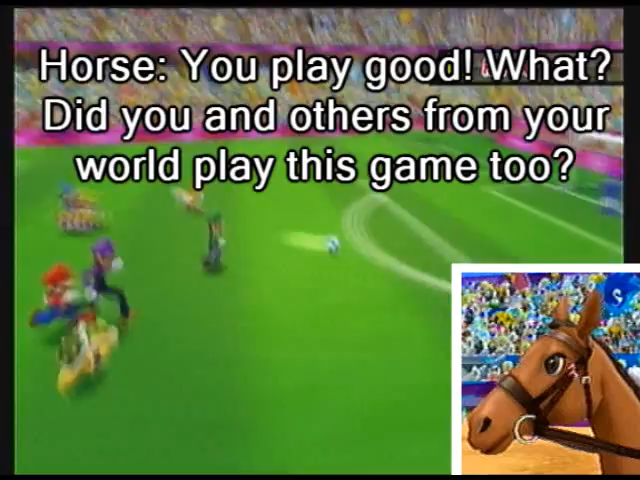 Horse: You play good! What?
Did you and others from your
world play this game too?